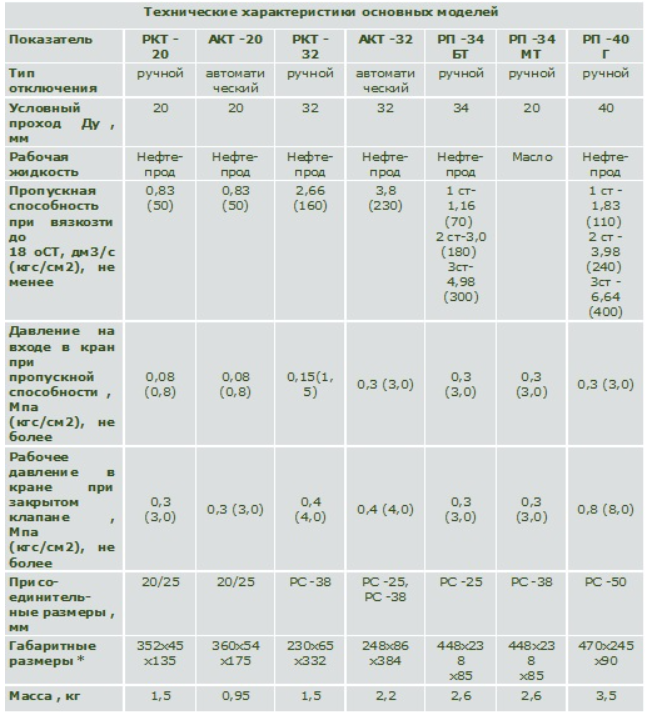 Технические характеристики основных моделей
Показатель РКТ - 20 АКТ -20 РКТ - 32 АКТ -32 РП -34 БТ РП -34 МТ РП -40 Г
Тип отключения ручной автоматический ручной автоматический ручной ручной ручной
Условный проход Ду , мм 20 20 32 32 34 20 40
Рабочая жидкость Нефте-прод Нефте-прод Нефте-прод Нефте-прод Нефте-прод Масло Нефте-прод
Пропускная способность при вязкозти до 18 оСТ, дм3/с (кгс/см2), не менее 0,83 (50) 0,83 (50) 2,66 (160) 3,8 (230) 1 ст-1,16 (70) 2 ст-3,0 (180) 3ст-4,98 (300) 1 ст -1,83 (110) 2 ст -3,98 (240) 3ст -6,64 (400)
Давление на входе в кран при пропускной способности , Мпа (кгс/см2), не более 0,08 (0,8) 0,08 (0,8) 0,15(1,5) 0,3 (3,0) 0,3 (3,0) 0,3 (3,0) 0,3 (3,0)
Рабочее давление в кране при закрытом клапане , Мпа (кгс/см2), не более 0,3 (3,0) 0,3 (3,0) 0,4 (4,0) 0,4 (4,0) 0,3 (3,0) 0,3 (3,0) 0,8 (8,0)
Присо-единитель-ные размеры , мм 20/25 20/25 РС -38 РС -25, РС -38 РС -25 РС -38 РС -50
Габаритные размеры * 352х45х135 360х54х175 230х65х332 248х86х384 448х238х85 448х238х85 470х245х90
Масса , кг 1,5 0,95 1,5 2,2 2,6 2,6 3,5